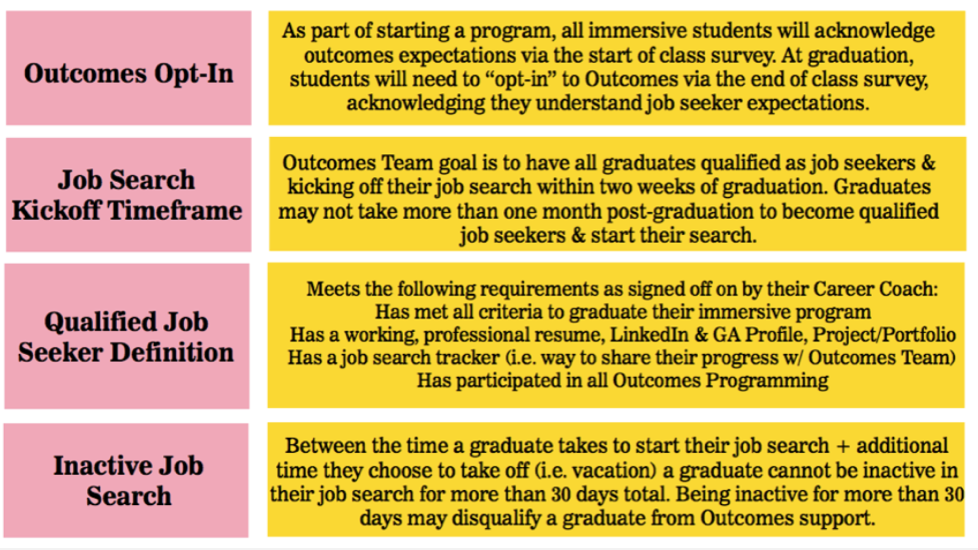 Outcomes Opt-In
As part of starting a program, all immersive students will acknowledge
outcomes expectations via the start of class survey. At graduation,
students will need to “opt-in” to Outcomes via the end of class survey,
acknowledging they understand job seeker expectations.
Job Search
Kickoff Timeframe
Outcomes Team goal is to have all graduates qualified as job seekers &
kicking off their job search within two weeks of graduation. Graduates
may not take more than one month post-graduation to become qualified
job seekers & start their search.
Qualified Job
Seeker Definition
Meets the following requirements as signed off on by their Career Coach:
Has met all criteria to graduate their immersive program
Has a working, professional resume, LinkedIn & GA Profile, Project/Portfolio
Has a job search tracker (i.e. way to share their progress w/ Outcomes Team)
Has participated in all Outcomes Programming
Inactive Job
Search
Between the time a graduate takes to start their job search + additional
time they choose to take off (i.e. vacation) a graduate cannot be inactive in
their job search for more than 30 days total. Being inactive for more than 30
days may disqualify a graduate from Outcomes support.